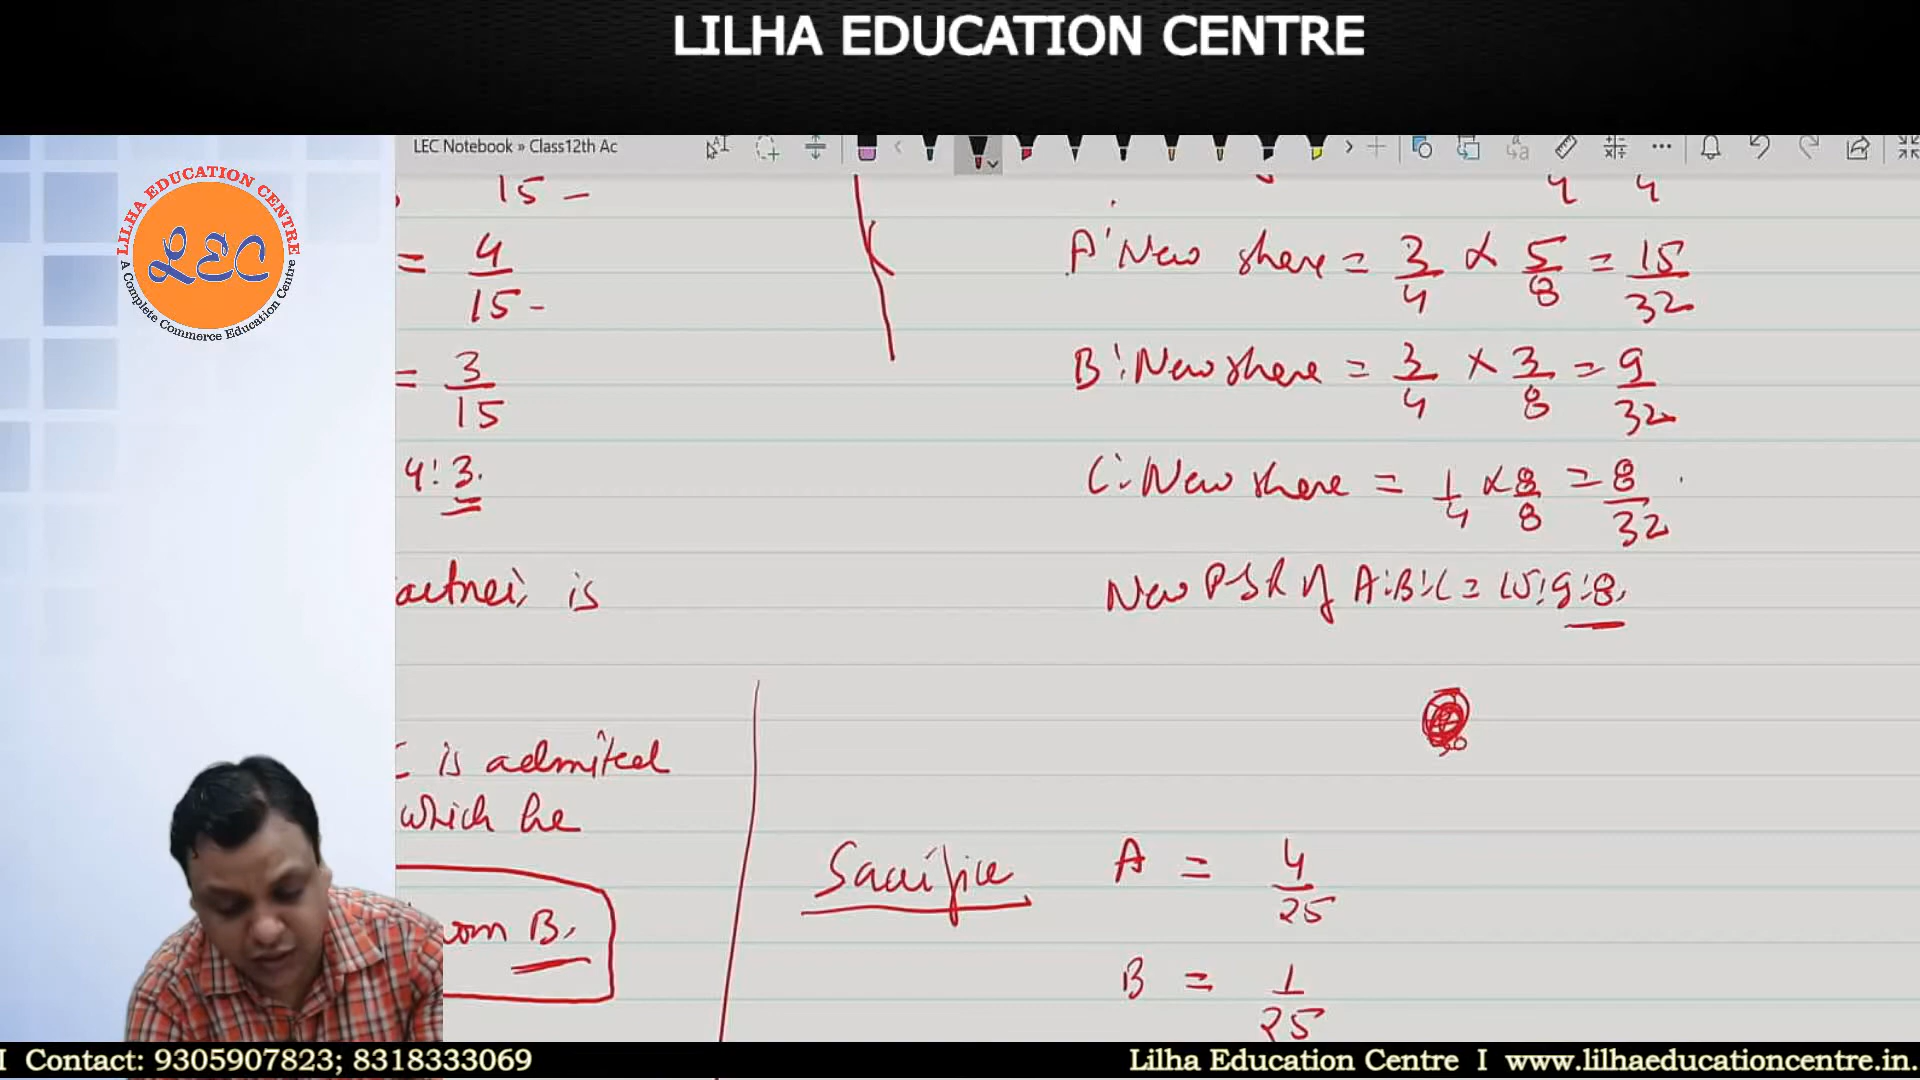 LILHA EDUCATION CENTRE
LEC Notebook » Class12th Ac
LILHA EDUCATION CENTRE
LEC
A Complete Commerce Education Centre
15
= 4/15
= 3/15
4:3.
artner is
C is admitted
which he
from B.
4 4
A' New share = 3/4 × 5/8 = 15/32
B: New share = 3/4 × 3/8 = 9/32
C: New share = 1/4 × 8/8 = 8/32
New PSR of A:B:C = 15:9:8.
Sacrifice A = 4/25
B = 1/25
I Contact: 9305907823; 8318333069
Lilha Education Centre I www.lilhaeducationcentre.in.